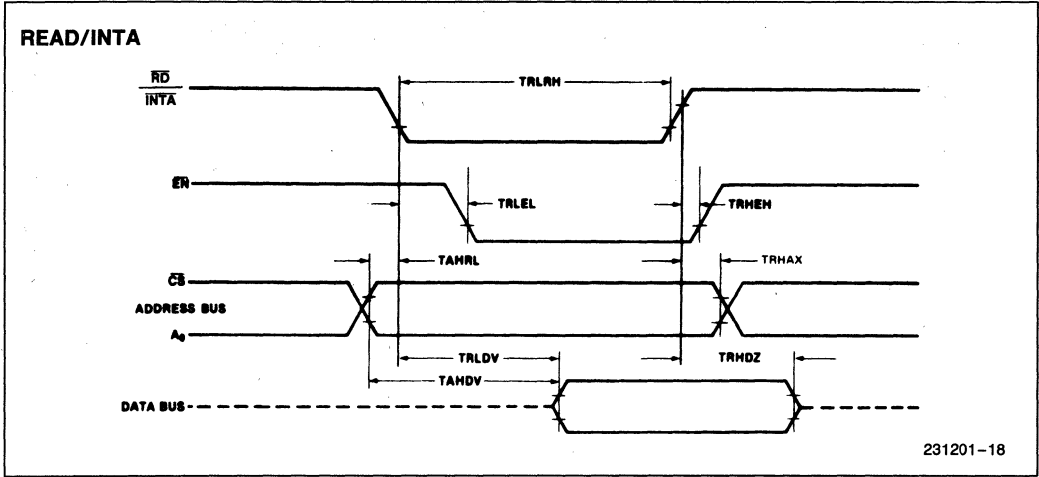 READ/INTA
RD
INTA
TRLRH
EN
TRLEL
TRHEH
TAHRL
TRHAX
CS
ADDRESS BUS
A0
TRLDV
TRHDZ
TAHDV
DATA BUS
231201-18